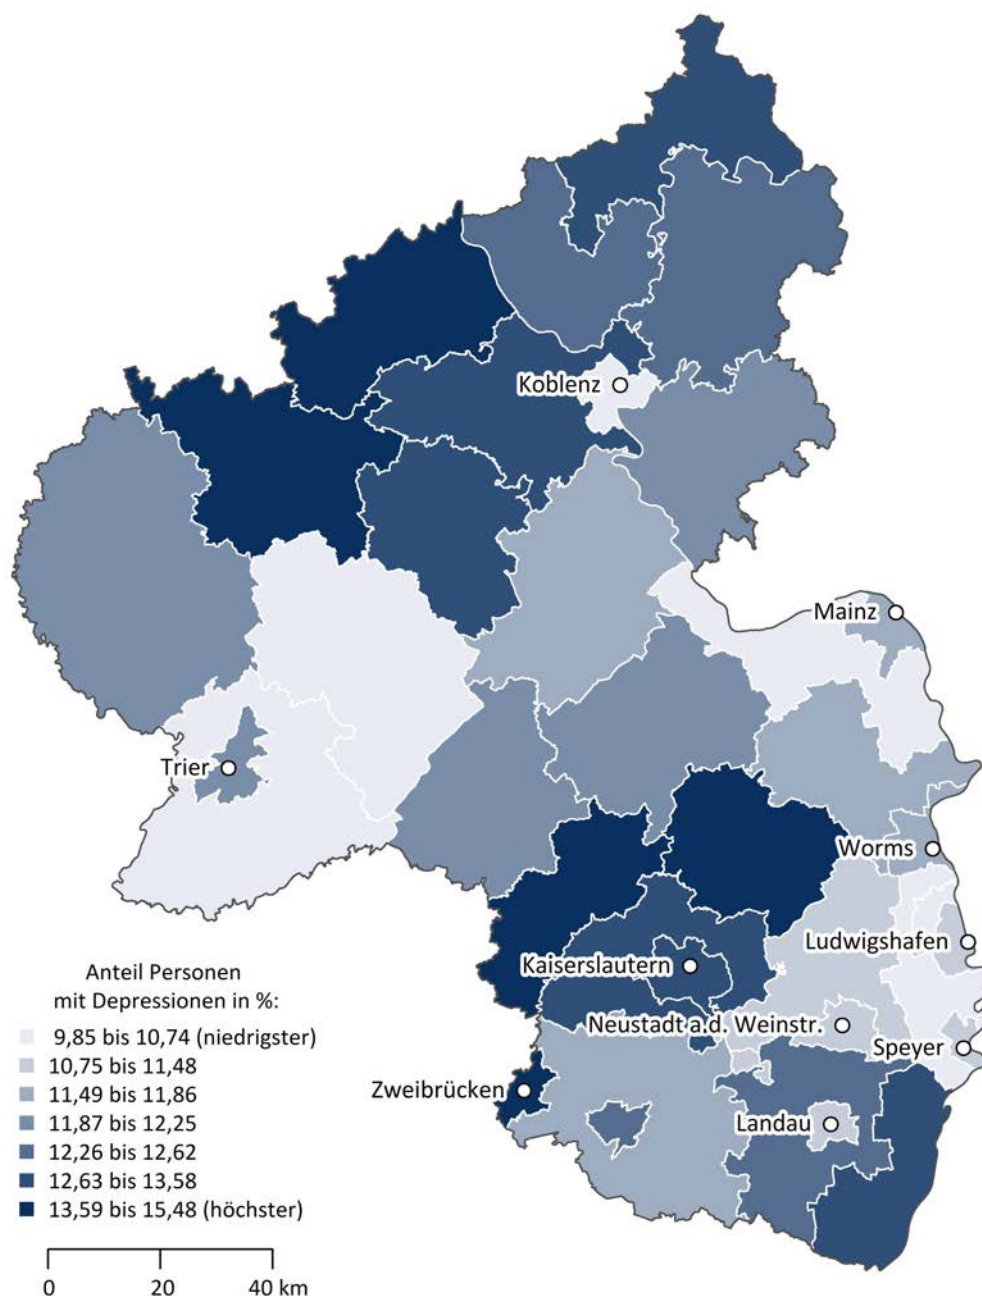 Koblenz
Mainz
Trier
Worms
Ludwigshafen
Kaiserslautern
Neustadt a.d. Weinstr.
Speyer
Zweibrücken
Landau
Anteil Personen
mit Depressionen in %:
9,85 bis 10,74 (niedrigster)
10,75 bis 11,48
11,49 bis 11,86
11,87 bis 12,25
12,26 bis 12,62
12,63 bis 13,58
13,59 bis 15,48 (höchster)
0 20 40 km